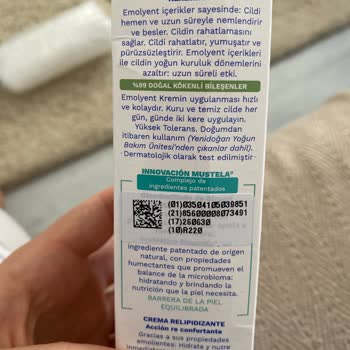 Emolyent içerikler sayesinde: Cildi
hemen ve uzun süreyle nemlendirir
ve besler. Cildin rahatlamasını
sağlar. Cildi rahatlatır, yumuşatır ve
pürüzsüzleştirir. Emolyent içerikleri
ile cildin yoğun kuruluk dönemlerini
azaltır: uzun süreli etki.
%99 DOĞAL KÖKENLİ BİLEŞENLER
Emolyent Kremin uygulanması hızlı
ve kolaydır. Kuru ve temiz cilde her
gün, günde iki kere uygulayın.
Yüksek Tolerans. Doğumdan
itibaren kullanım (Yenidoğan Yoğun
Bakım Ünitesi'nden çıkanlar dahil).
·Dermatolojik olarak test edilmiştir·
INNOVACIÓN MUSTELA®
Complejo de
ingredientes patentados
(01)03504105039851
(21)8560008073491
(17)260630
(10)R220
ingrediente patentado de origen
natural, con propiedades
humectantes que promueven el
balance de la microbioma:
hidratando y brindando la
nutrición que la piel necesita.
BARRERA DE LA PIEL
EQUILIBRADA
CREMA RELIPIDIZANTE
Acción re confortante
Gracias a sus propiedades
emolientes: Hidrata y nutre